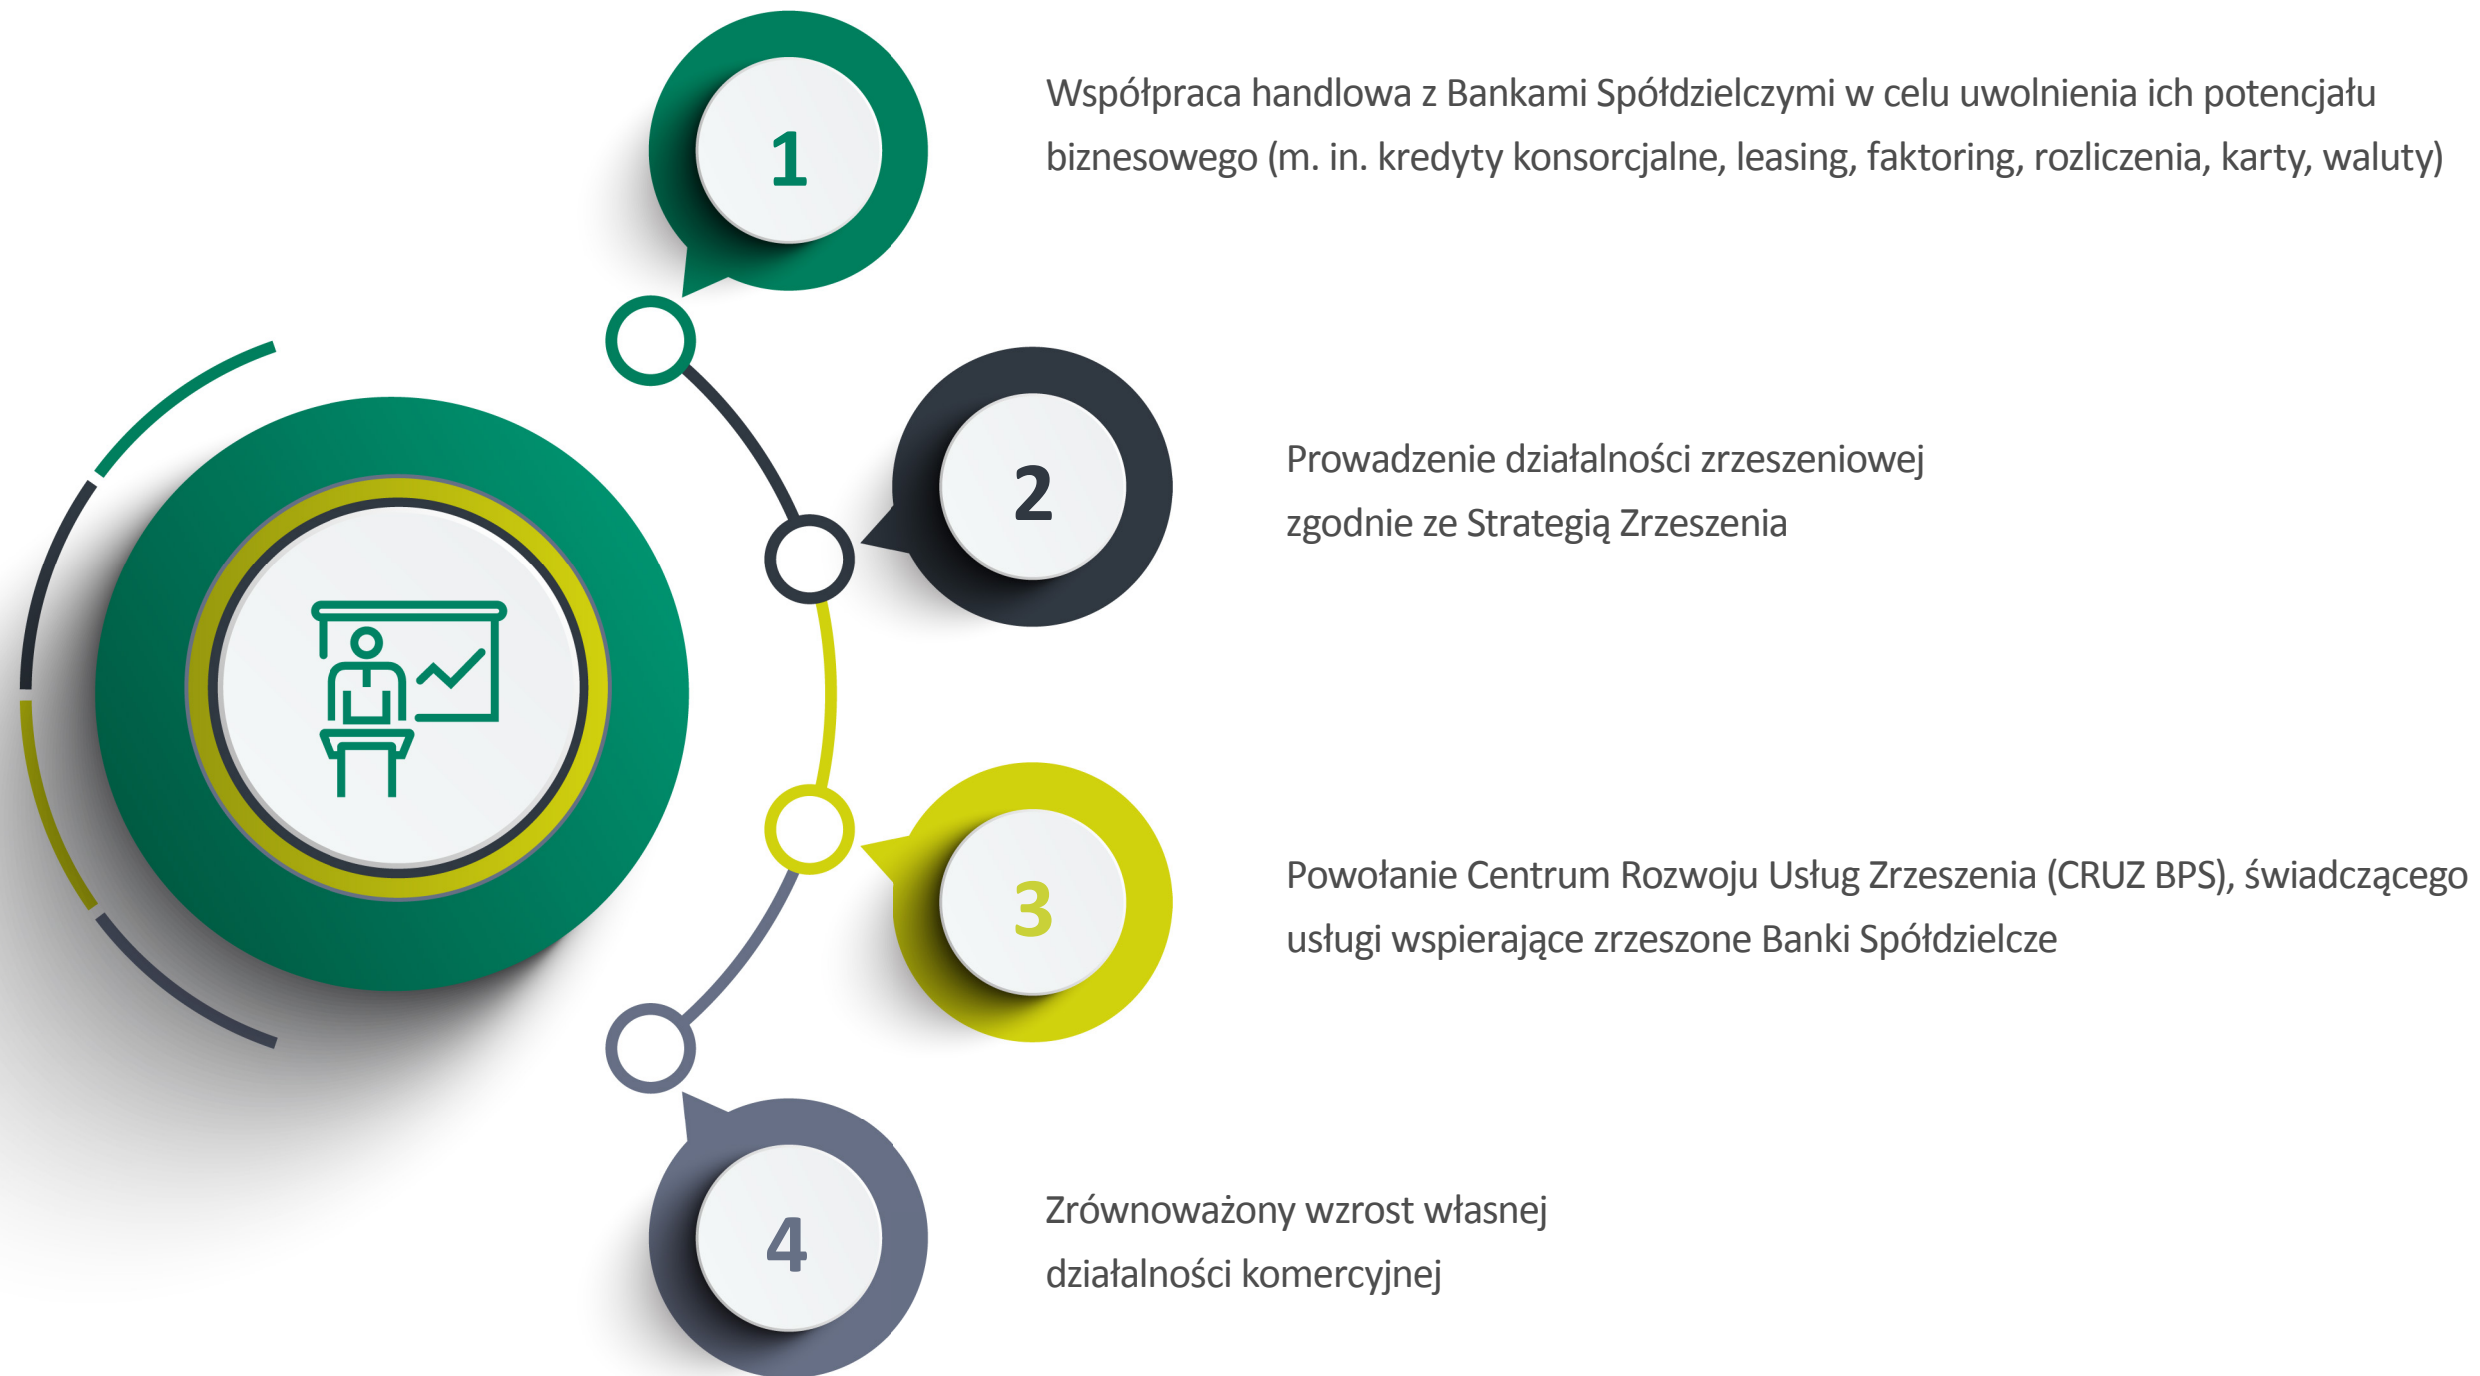 1
Współpraca handlowa z Bankami Spółdzielczymi w celu uwolnienia ich potencjału
biznesowego (m. in. kredyty konsorcjalne, leasing, faktoring, rozliczenia, karty, waluty)
2
Prowadzenie działalności zrzeszeniowej
zgodnie ze Strategią Zrzeszenia
3
Powołanie Centrum Rozwoju Usług Zrzeszenia (CRUZ BPS), świadczącego
usługi wspierające zrzeszone Banki Spółdzielcze
4
Zrównoważony wzrost własnej
działalności komercyjnej